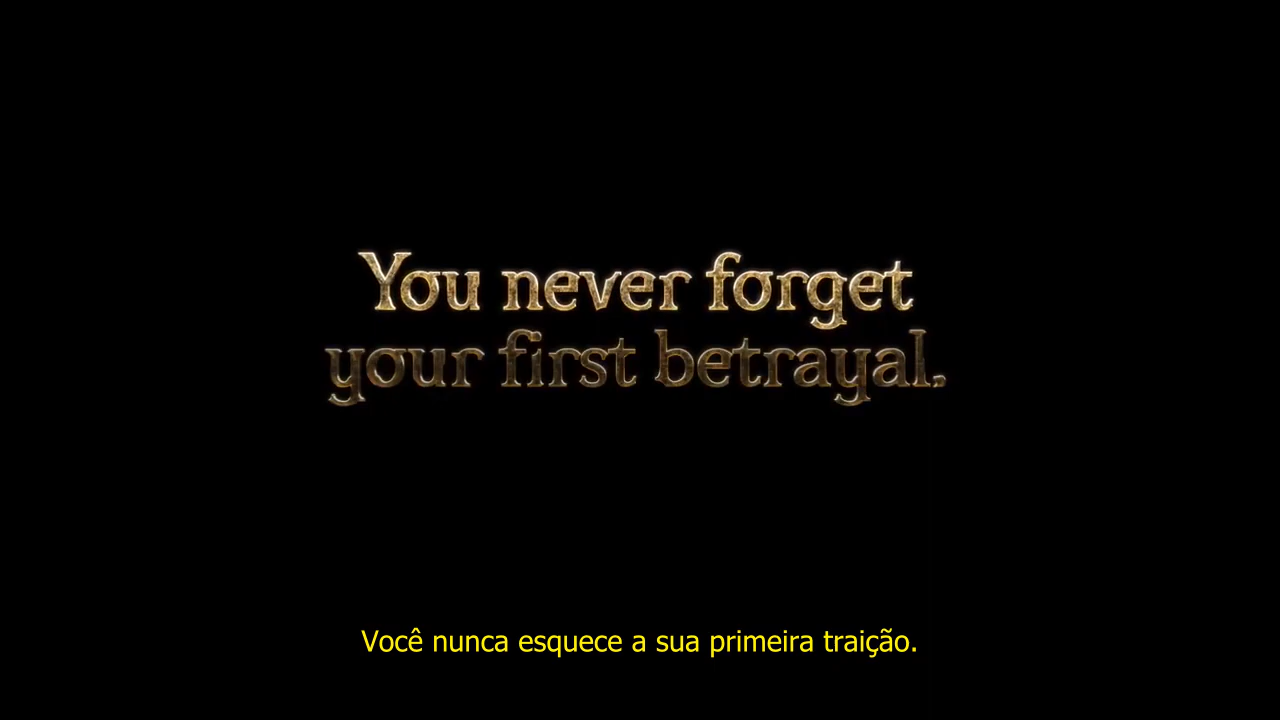 You never forget
your first betrayal.
Você nunca esquece a sua primeira traição.